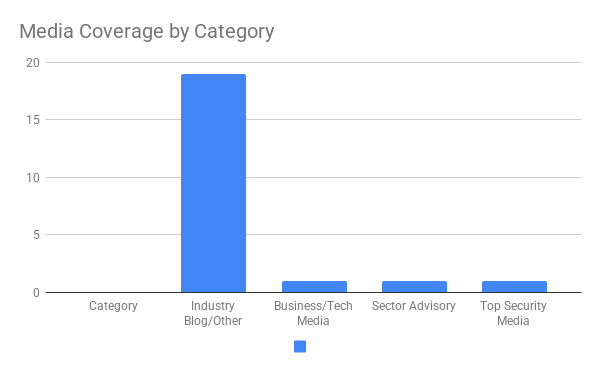 Media Coverage by Category
20
15
10
5
0
Category
Industry
Blog/Other
Business/Tech
Media
Sector Advisory
Top Security
Media